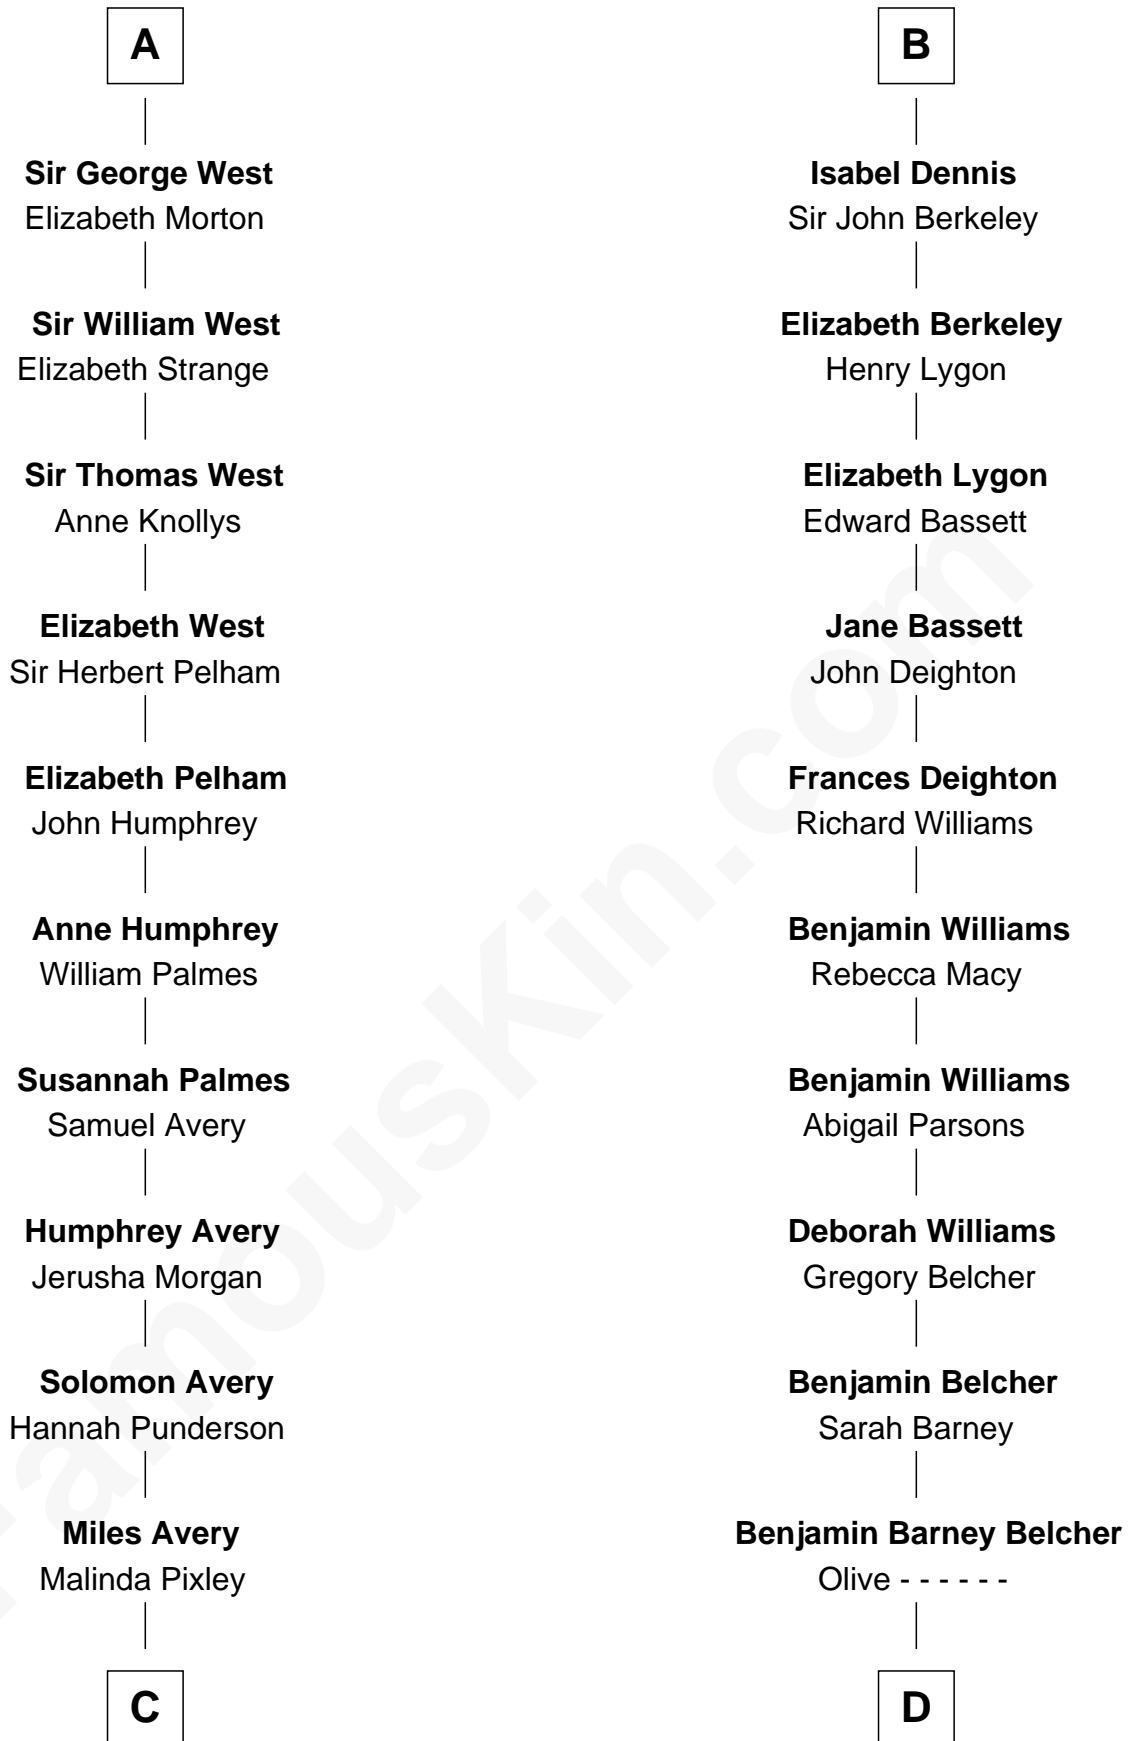 A
Sir George West
Elizabeth Morton
Sir William West
Elizabeth Strange
Sir Thomas West
Anne Knollys
Elizabeth West
Sir Herbert Pelham
Elizabeth Pelham
John Humphrey
Anne Humphrey
William Palmes
Susannah Palmes
Samuel Avery
Humphrey Avery
Jerusha Morgan
Solomon Avery
Hannah Punderson
Miles Avery
Malinda Pixley
C
B
Isabel Dennis
Sir John Berkeley
Elizabeth Berkeley
Henry Lygon
Elizabeth Lygon
Edward Bassett
Jane Bassett
John Deighton
Frances Deighton
Richard Williams
Benjamin Williams
Rebecca Macy
Benjamin Williams
Abigail Parsons
Deborah Williams
Gregory Belcher
Benjamin Belcher
Sarah Barney
Benjamin Barney Belcher
Olive - - - - - -
D
FamousKin.com